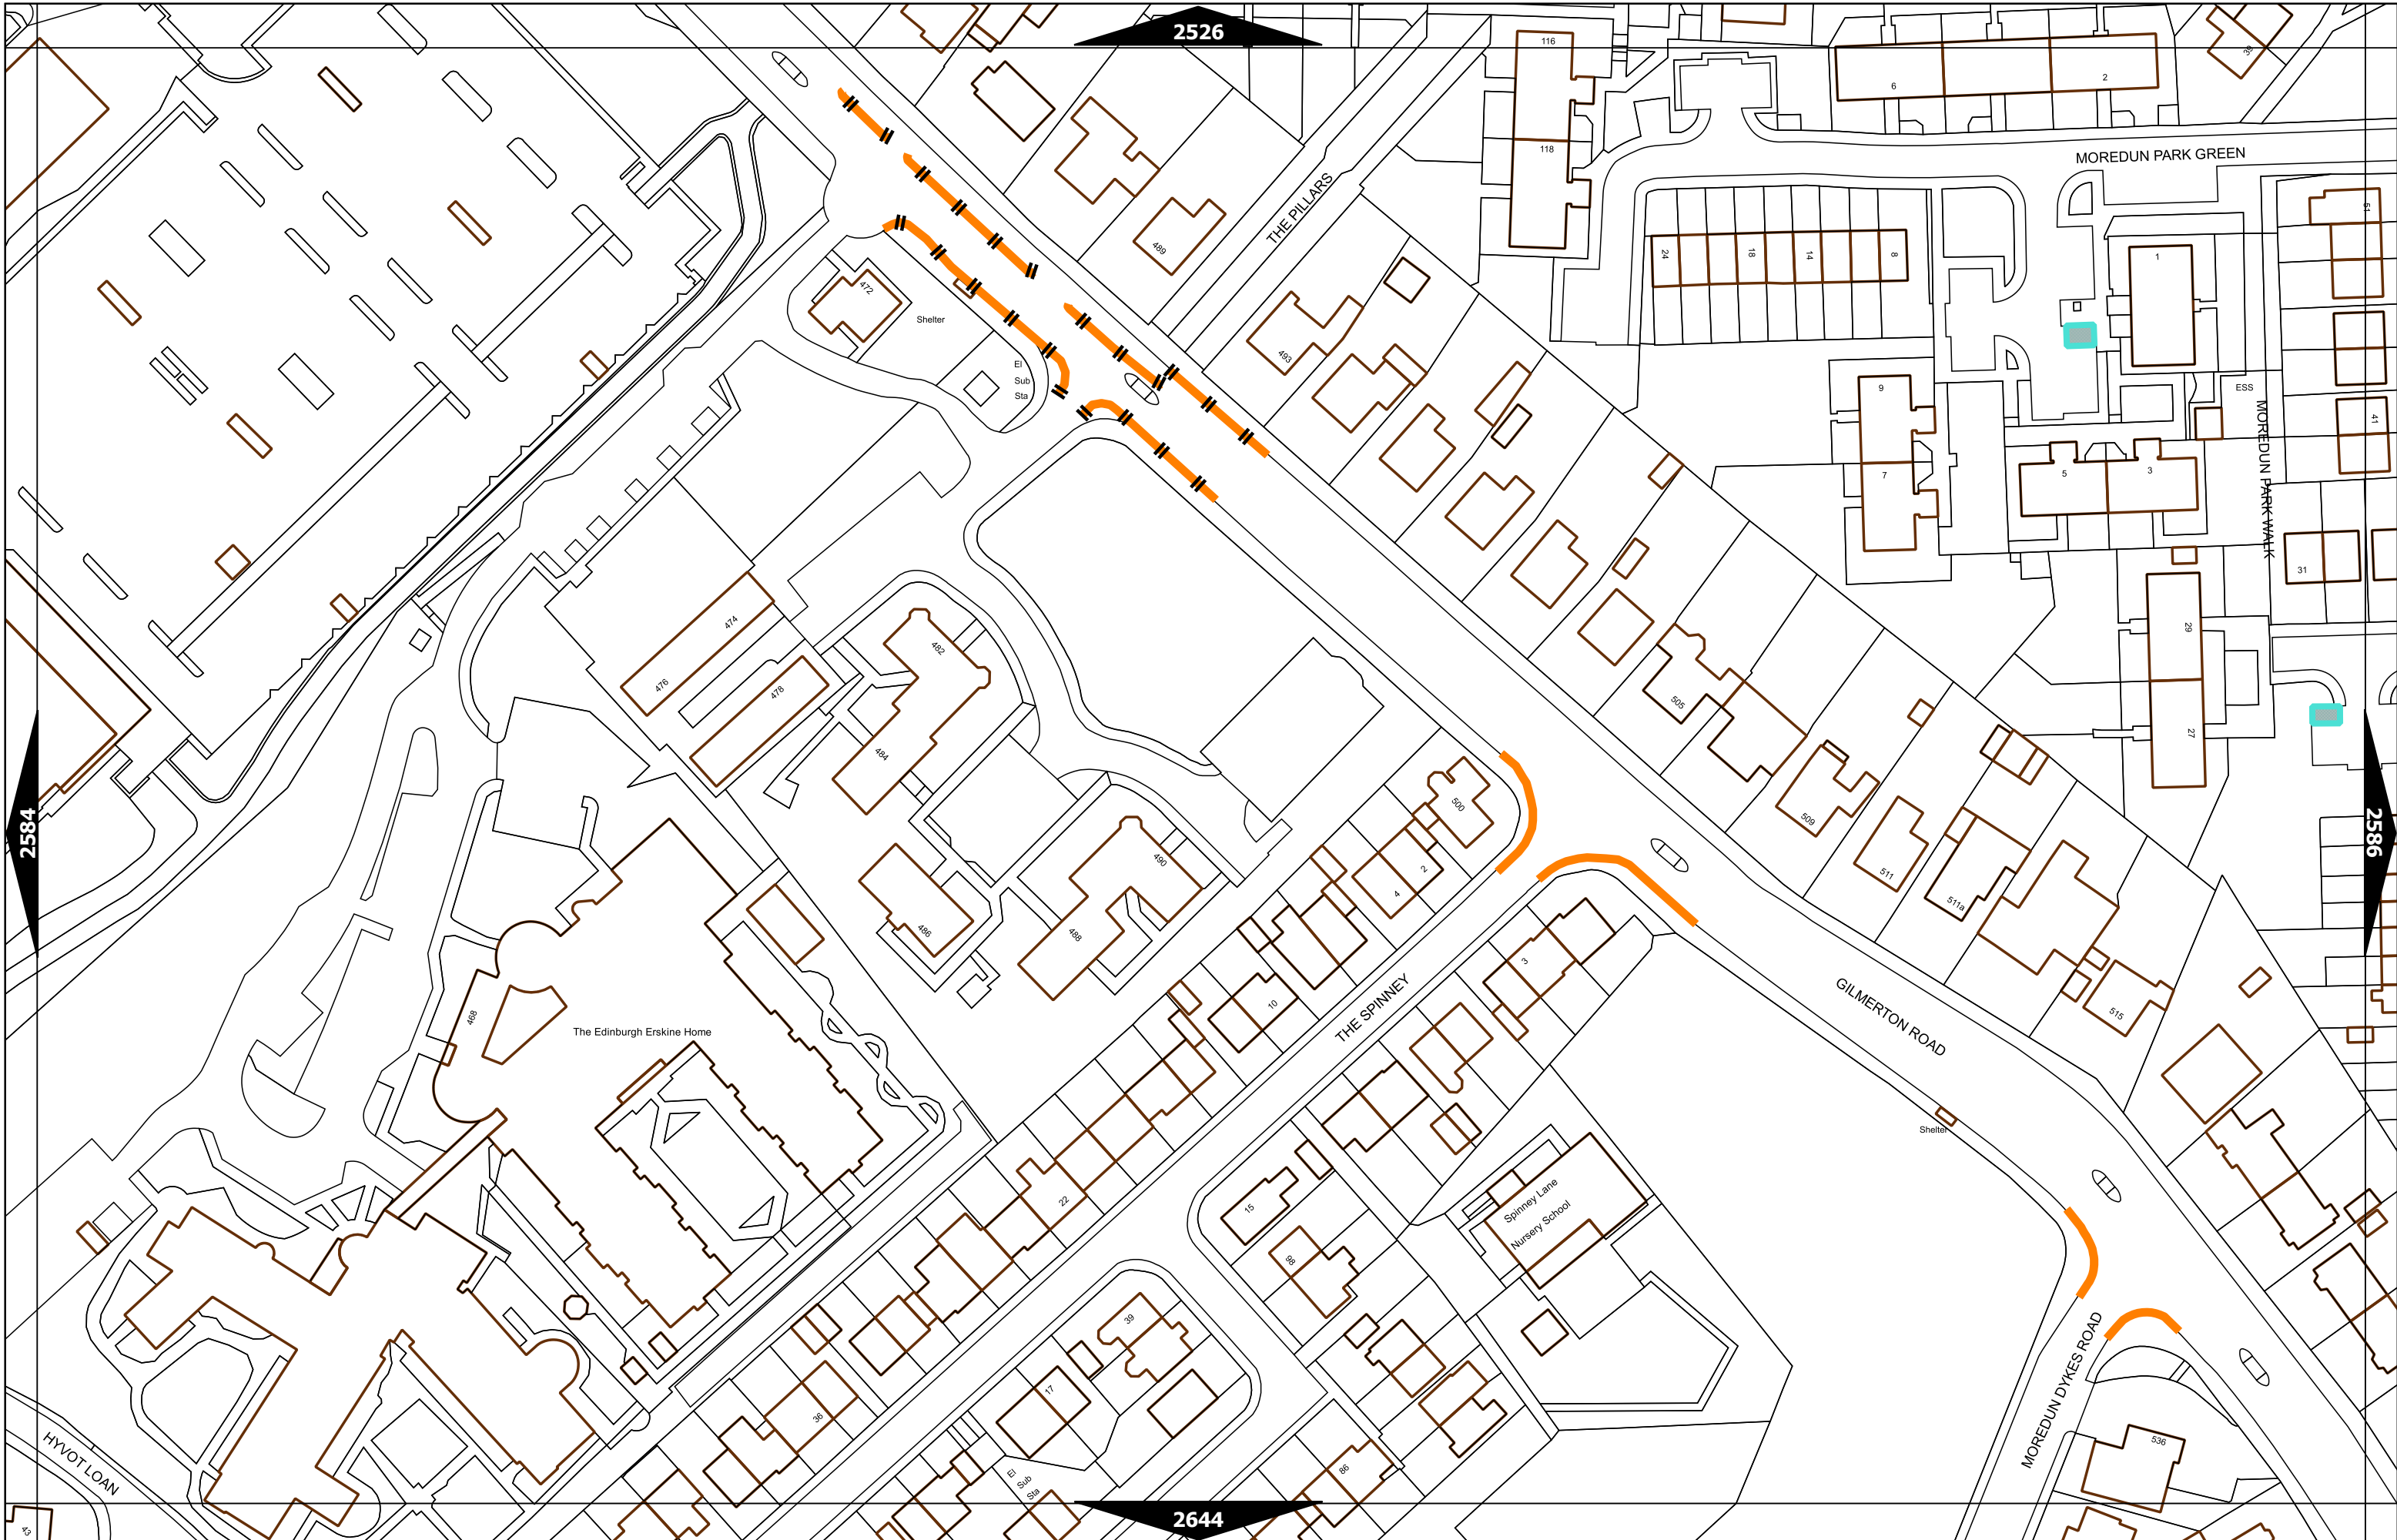 2526
116
6
2
39
118
MOREDUN PARK GREEN
THE PILLARS
489
24
18
14
8
1
51
472
Shelter
493
El
Sub
Sta
ESS
MOREDUN PARK WALK
41
9
7
5
3
31
474
476
478
482
484
505
29
27
2584
500
509
2586
4
2
490
486
488
511
511a
3
10
THE SPINNEY
468
The Edinburgh Erskine Home
GILMERTON ROAD
515
Shelter
22
15
98
Spinney Lane
Nursery School
39
17
36
MOREDUN DYKES ROAD
536
HYVOT LOAN
El
Sub
Sta
86
43
2644